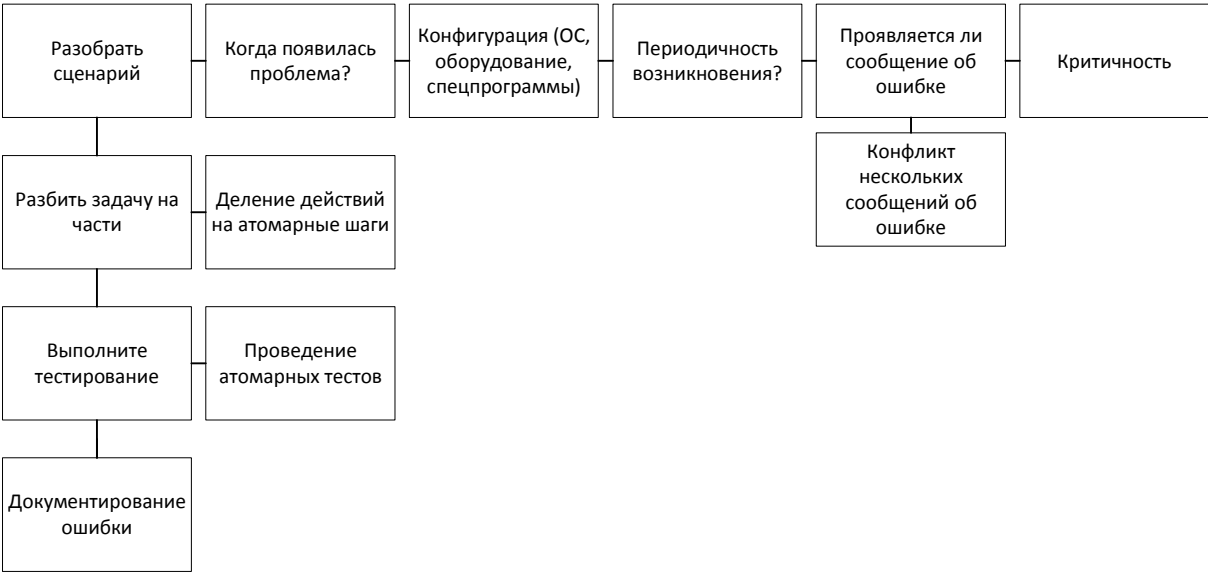 Разобрать
сценарий
Когда появилась
проблема?
Конфигурация (ОС,
оборудование,
спецпрограммы)
Периодичность
возникновения?
Проявляется ли
сообщение об
ошибке
Критичность
Конфликт
нескольких
сообщений об
ошибке
Разбить задачу на
части
Деление действий
на атомарные шаги
Выполните
тестирование
Проведение
атомарных тестов
Документирование
ошибки